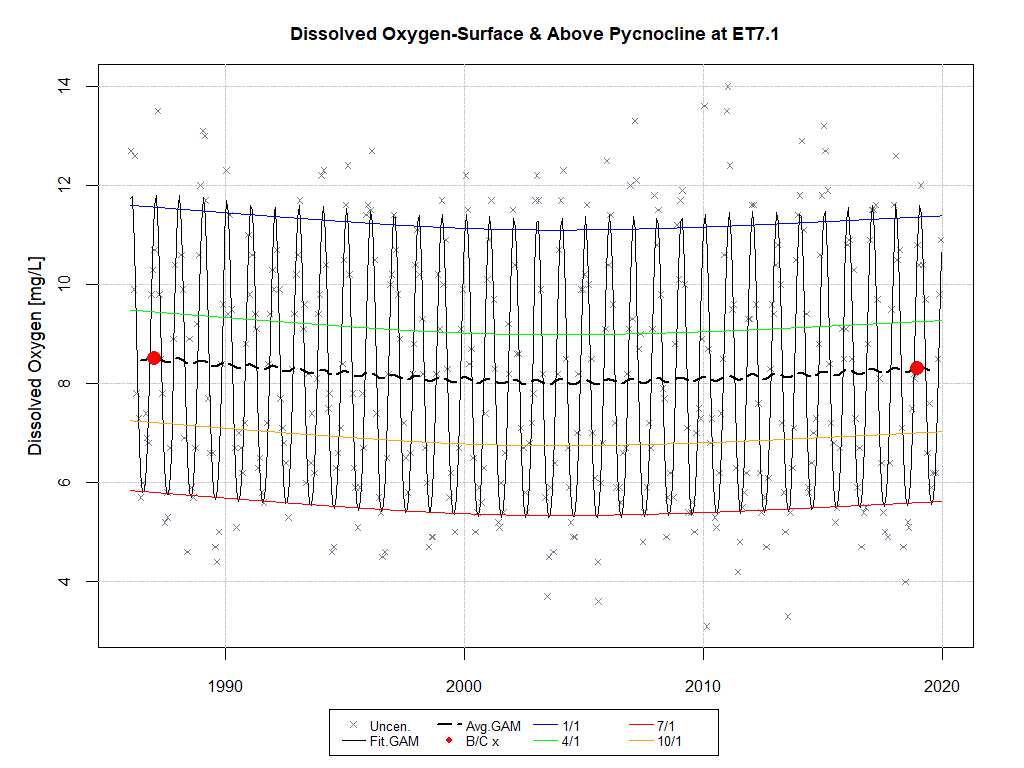 Dissolved Oxygen-Surface & Above Pycnocline at ET7.1
Dissolved Oxygen [mg/L]
14
12
10
8
6
4
1990 2000 2010 2020
Uncen. Avg.GAM 1/1 7/1
Fit.GAM B/C x 4/1 10/1